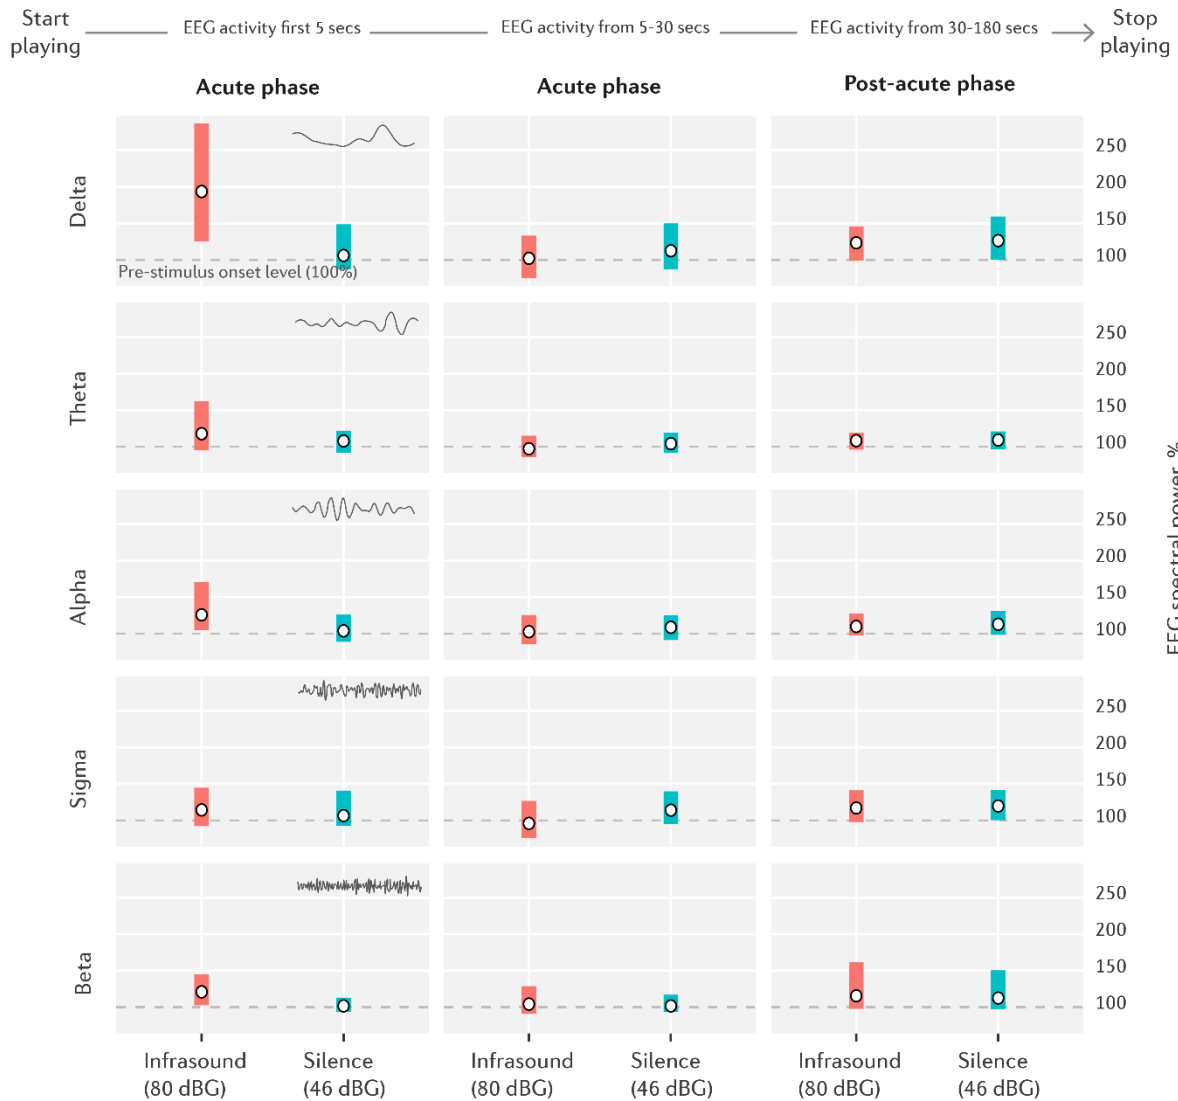 Start
playing
EEG activity first 5 secs
EEG activity from 5-30 secs
EEG activity from 30-180 secs
Stop
playing
Acute phase
Acute phase
Post-acute phase
Delta
250
200
150
100
Pre-stimulus onset level (100%)
Theta
250
200
150
100
Alpha
250
200
150
100
EEG spectral power, %
Sigma
250
200
150
100
Beta
250
200
150
100
Infrasound
(80 dBG)
Silence
(46 dBG)
Infrasound
(80 dBG)
Silence
(46 dBG)
Infrasound
(80 dBG)
Silence
(46 dBG)